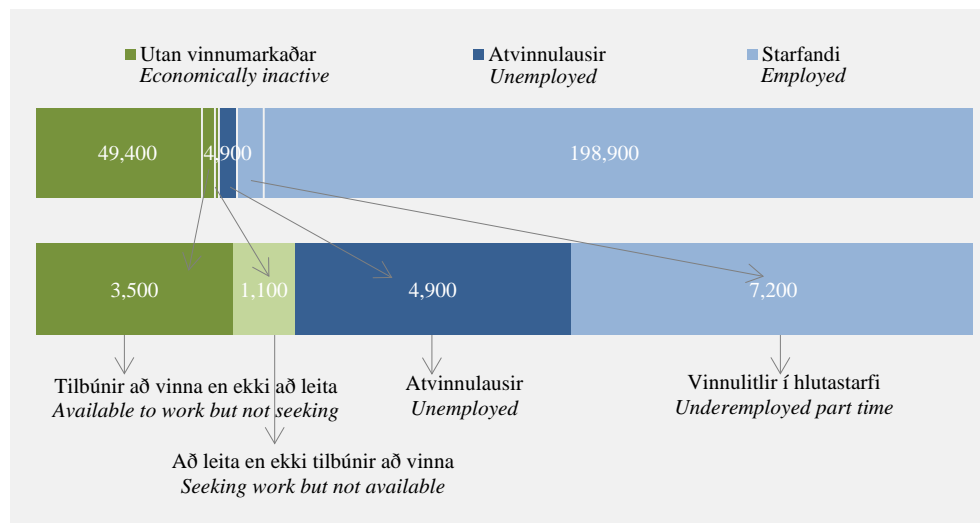 Utan vinnumarkaðar
Economically inactive
Atvinnulausir
Unemployed
Starfandi
Employed
49,400
4,900
198,900
3,500
1,100
4,900
7,200
Tilbúnir að vinna en ekki að leita
Available to work but not seeking
Atvinnulausir
Unemployed
Vinnulitlir í hlutastarfi
Underemployed part time
Að leita en ekki tilbúnir að vinna
Seeking work but not available